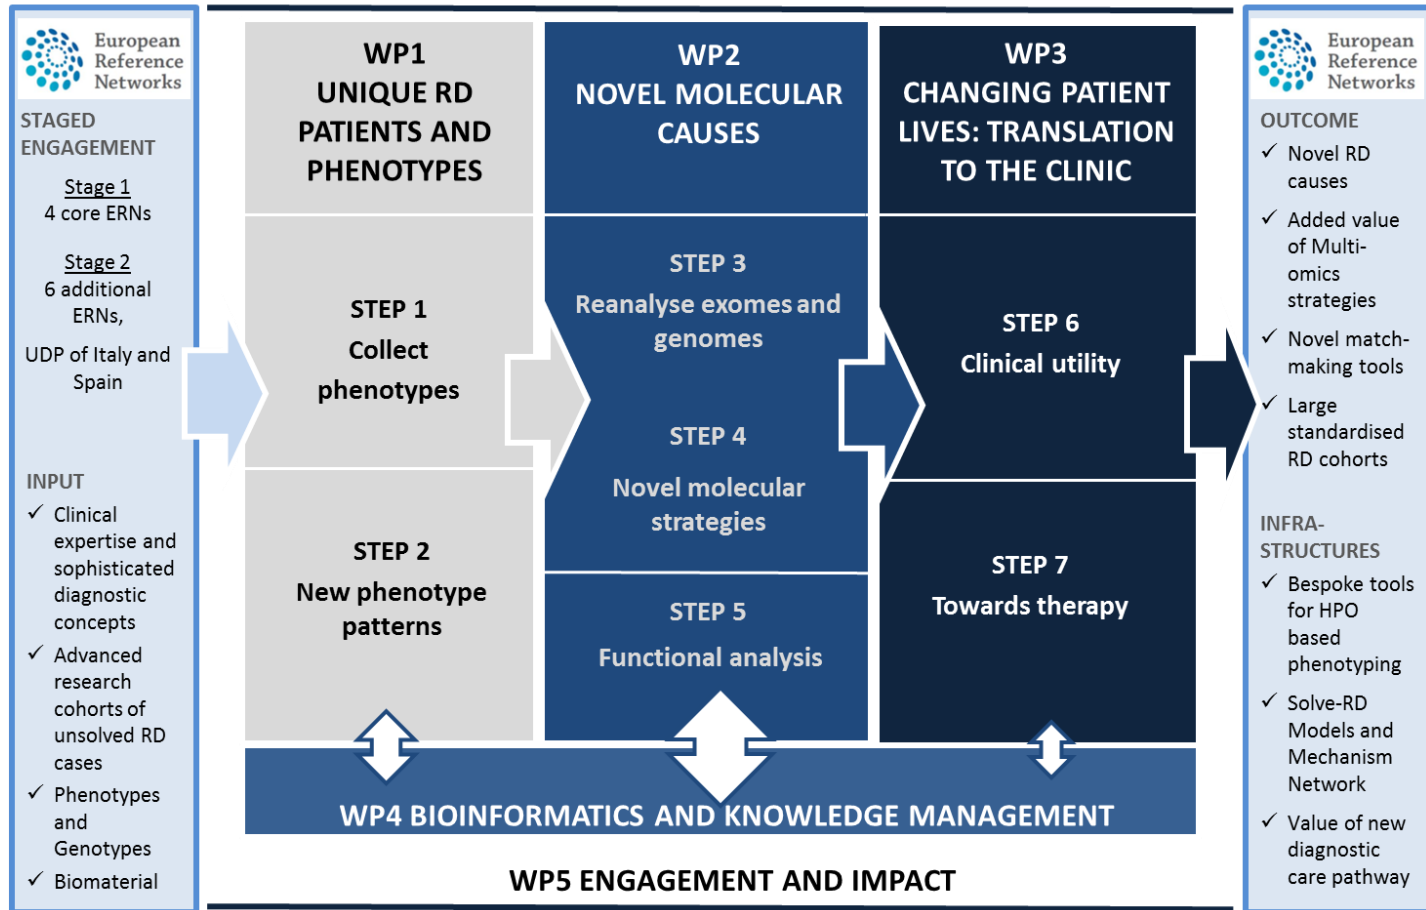 European
Reference
Networks
STAGED
ENGAGEMENT
Stage 1
4 core ERNs
Stage 2
6 additional
ERNs,
UDP of Italy and
Spain
INPUT
✓ Clinical
expertise and
sophisticated
diagnostic
concepts
✓ Advanced
research
cohorts of
unsolved RD
cases
✓ Phenotypes
and
Genotypes
✓ Biomaterial
WP1
UNIQUE RD
PATIENTS AND
PHENOTYPES
STEP 1
Collect
phenotypes
STEP 2
New phenotype
patterns
WP2
NOVEL MOLECULAR
CAUSES
STEP 3
Reanalyse exomes and
genomes
STEP 4
Novel molecular
strategies
STEP 5
Functional analysis
WP3
CHANGING PATIENT
LIVES: TRANSLATION
TO THE CLINIC
STEP 6
Clinical utility
STEP 7
Towards therapy
WP4 BIOINFORMATICS AND KNOWLEDGE MANAGEMENT
WP5 ENGAGEMENT AND IMPACT
European
Reference
Networks
OUTCOME
✓ Novel RD
causes
✓ Added value
of Multi-
omics
strategies
✓ Novel match-
making tools
✓ Large
standardised
RD cohorts
INFRA-
STRUCTURES
✓ Bespoke tools
for HPO
based
phenotyping
✓ Solve-RD
Models and
Mechanism
Network
✓ Value of new
diagnostic
care pathway